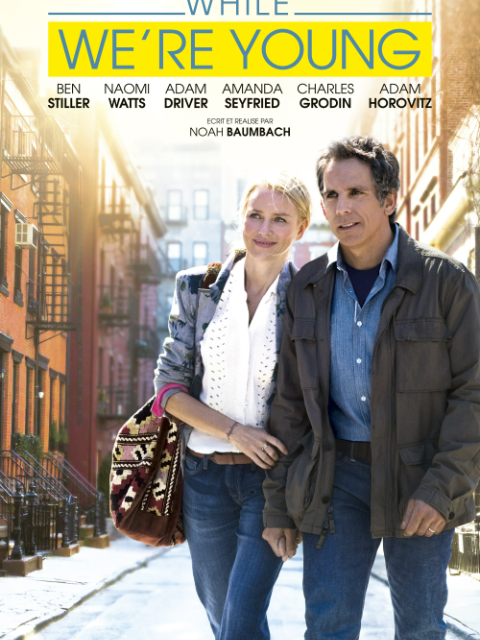 WHILE
WE'RE YOUNG
BEN NAOMI ADAM AMANDA CHARLES ADAM
STILLER WATTS DRIVER SEYFRIED GRODIN HOROVITZ
ECRIT ET REALISE PAR
NOAH BAUMBACH